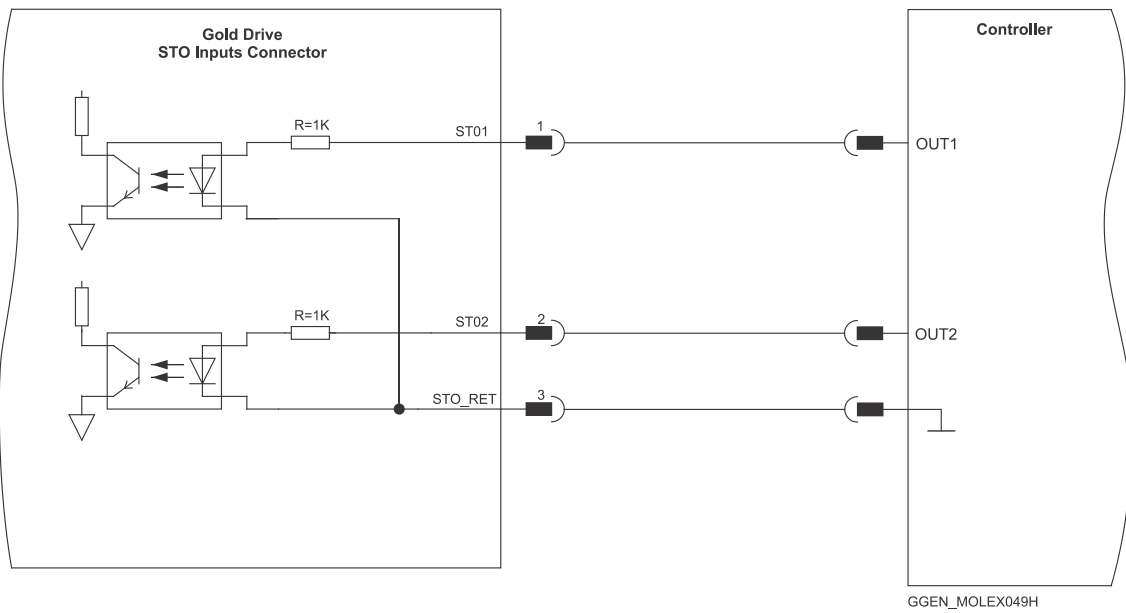 Gold Drive
STO Inputs Connector
Controller
R=1K
ST01
1
OUT1
R=1K
ST02
2
OUT2
STO_RET
3
GGEN_MOLEX049H